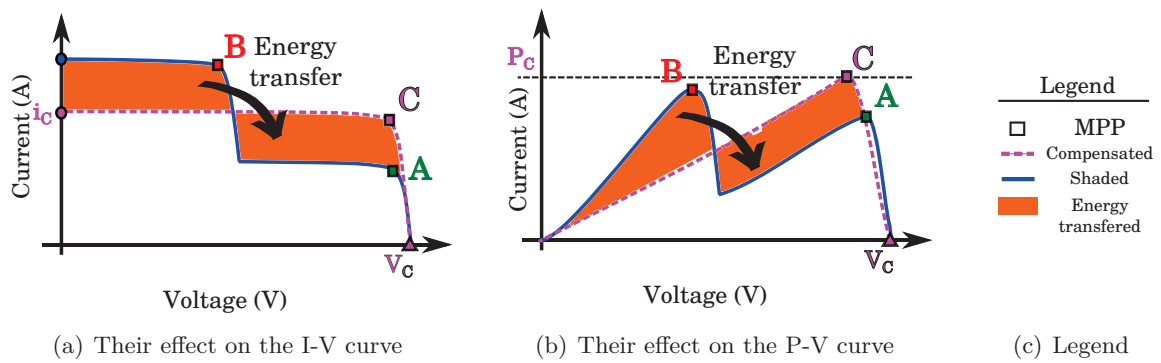 Current (A)
i_C
B
Energy
transfer
C
A
V_C
Voltage (V)
(a) Their effect on the I-V curve
Current (A)
P_C
B
Energy
transfer
C
A
V_C
Voltage (V)
(b) Their effect on the P-V curve
Legend
MPP
Compensated
Shaded
Energy
transfered
(c) Legend